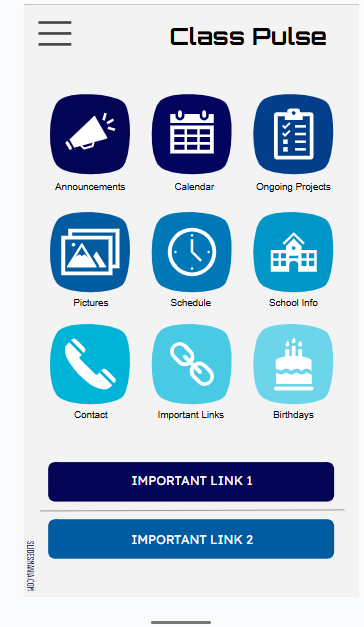 Class Pulse
Announcements
Calendar
Ongoing Projects
Pictures
Schedule
School Info
Contact
Important Links
Birthdays
IMPORTANT LINK 1
IMPORTANT LINK 2
SLIDESMANIA.COM